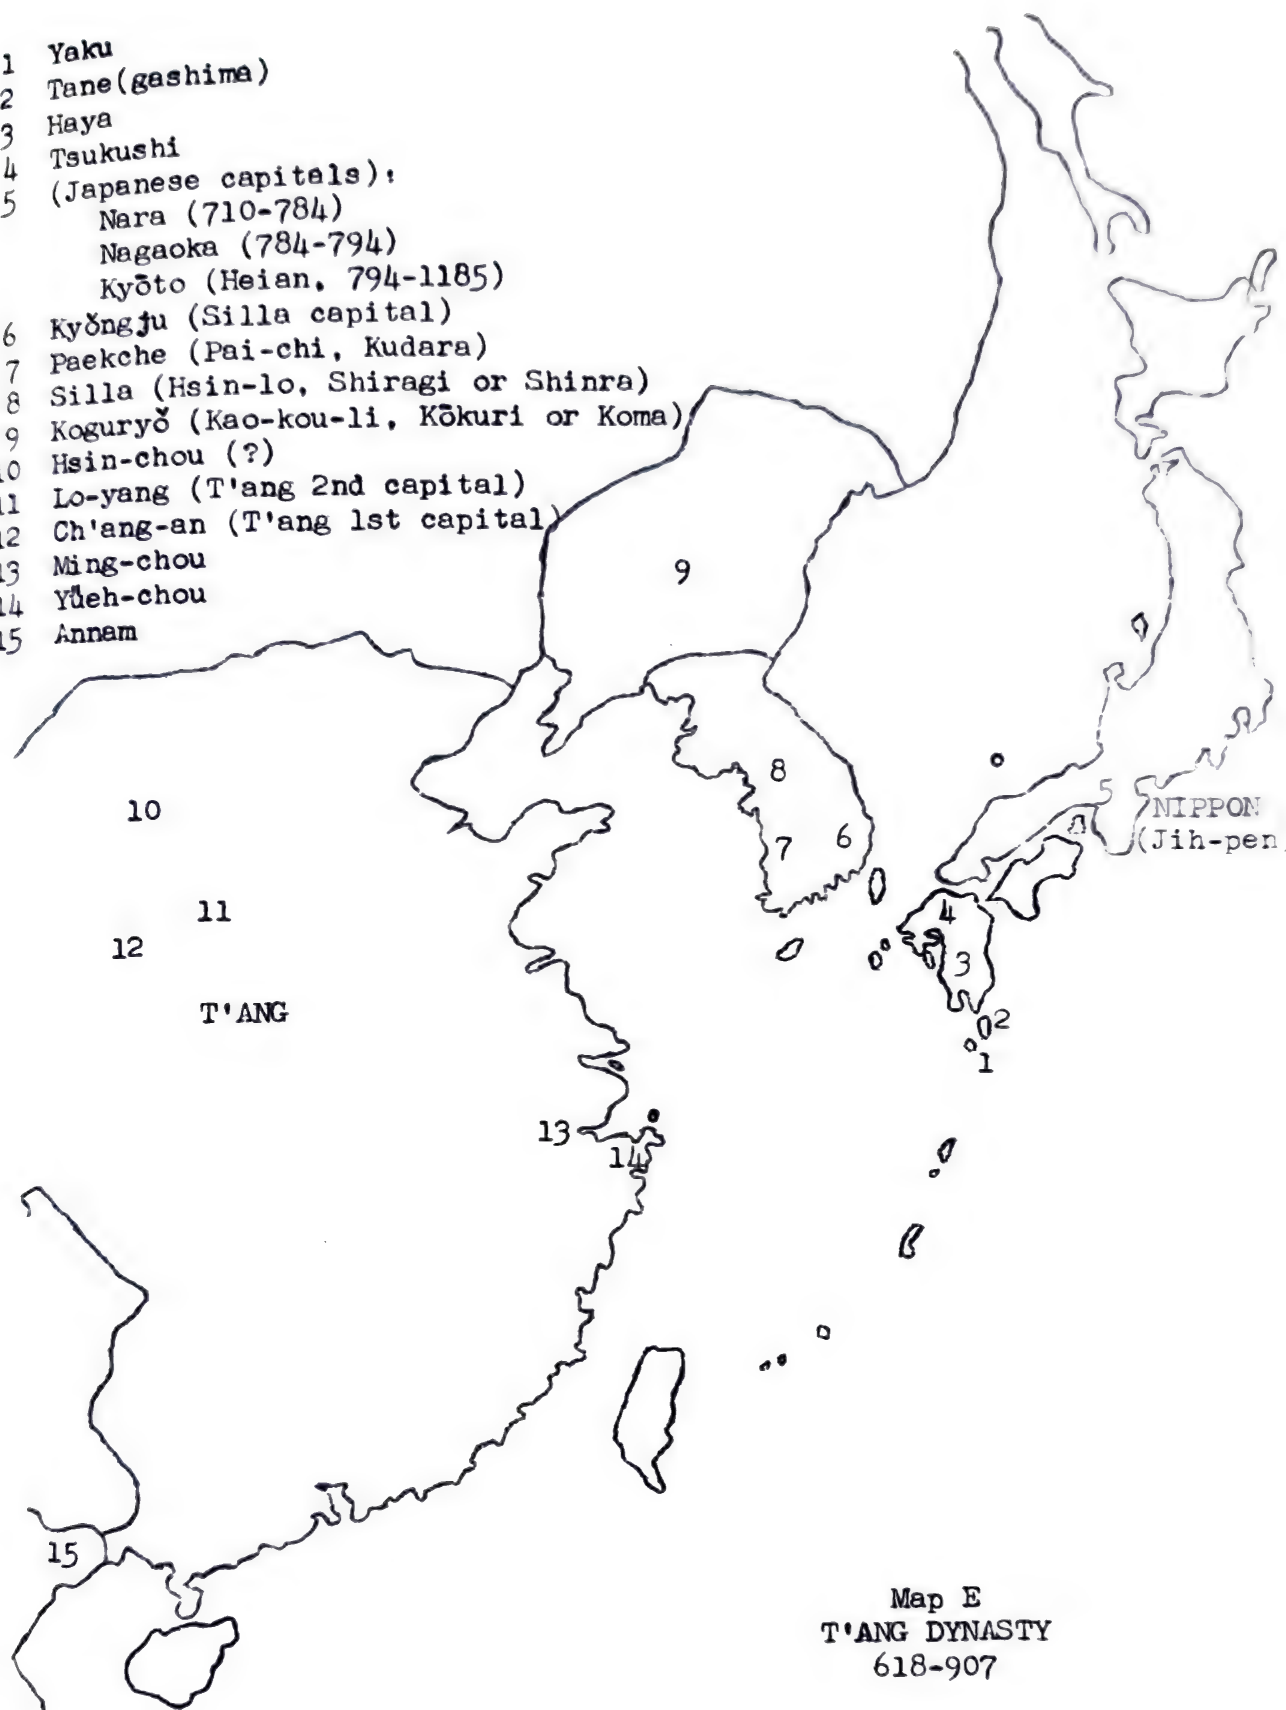 1 Yaku
2 Tane(gashima)
3 Haya
4 Tsukushi
5 (Japanese capitals):
Nara (710-784)
Nagaoka (784-794)
Kyōto (Heian, 794-1185)
6 Kyŏngju (Silla capital)
7 Paekche (Pai-chi, Kudara)
8 Silla (Hsin-lo, Shiragi or Shinra)
9 Koguryŏ (Kao-kou-li, Kōkuri or Koma)
10 Hsin-chou (?)
11 Lo-yang (T'ang 2nd capital)
12 Ch'ang-an (T'ang 1st capital)
13 Ming-chou
14 Yüeh-chou
15 Annam
9
8
10
5
NIPPON
(Jih-pen
7
6
11
4
12
3
T'ANG
2
1
13
14
15
Map E
T'ANG DYNASTY
618-907